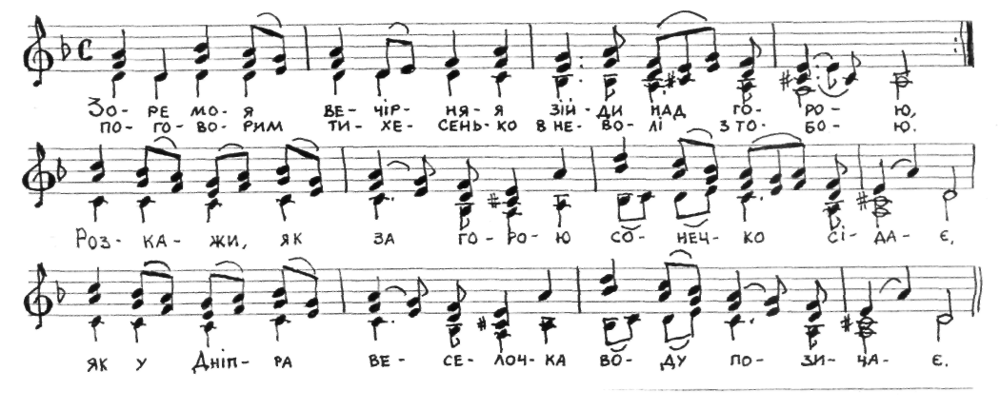 Зо- ре мо- я ве- чір- ня- я зій- ди над го- ро- ю,
по- го- во- рим ти- хе- сень- ко в не- во- лі з то- бо- ю.
Роз- ка- жи, як за го- ро- ю со- неч- ко сі- да- є,
як у Дніп- ра ве- се- лоч- ка во- ду по- зи- ча- є.